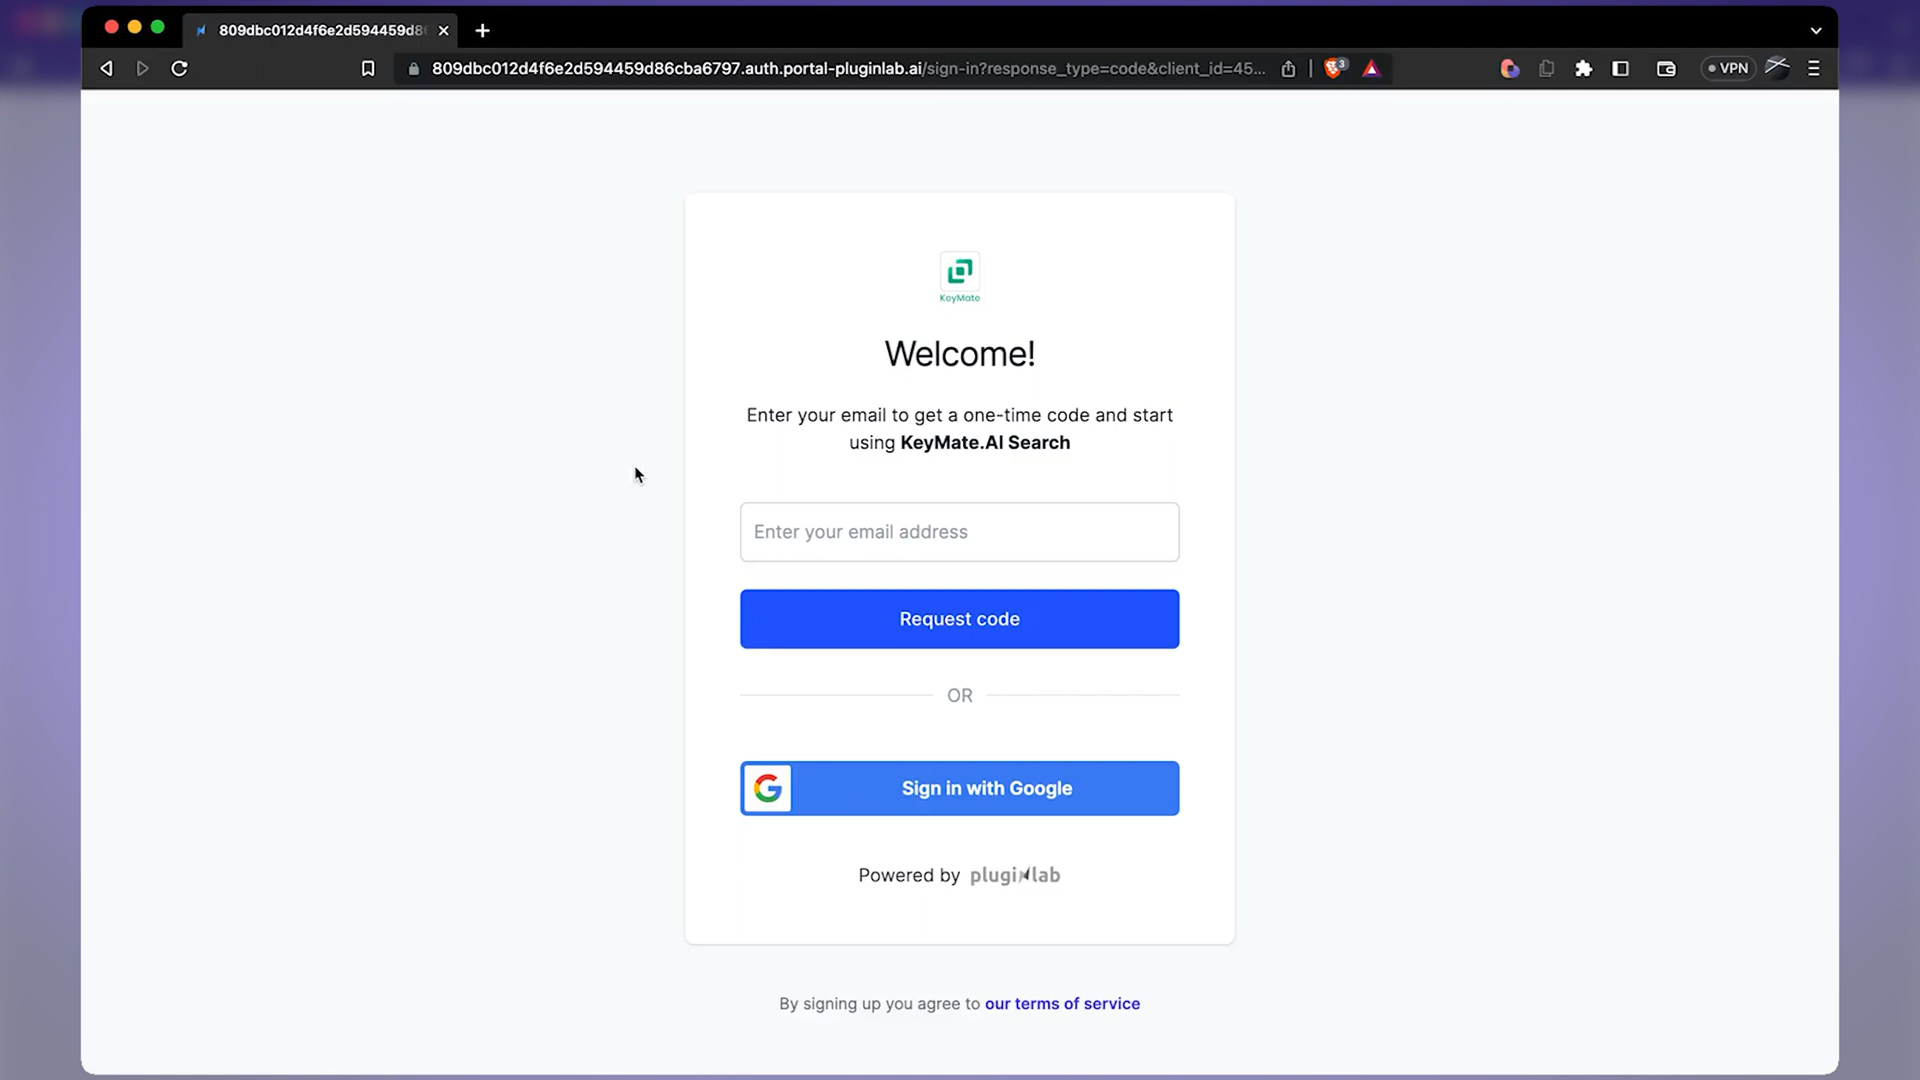 809dbc012d4f6e2d594459d86
809dbc012d4f6e2d594459d86cba6797.auth.portal-pluginlab.ai/sign-in?response_type=code&client_id=45...
3
VPN
KeyMate
Welcome!
Enter your email to get a one-time code and start
using KeyMate.AI Search
Enter your email address
Request code
OR
Sign in with Google
Powered by pluginlab
By signing up you agree to our terms of service